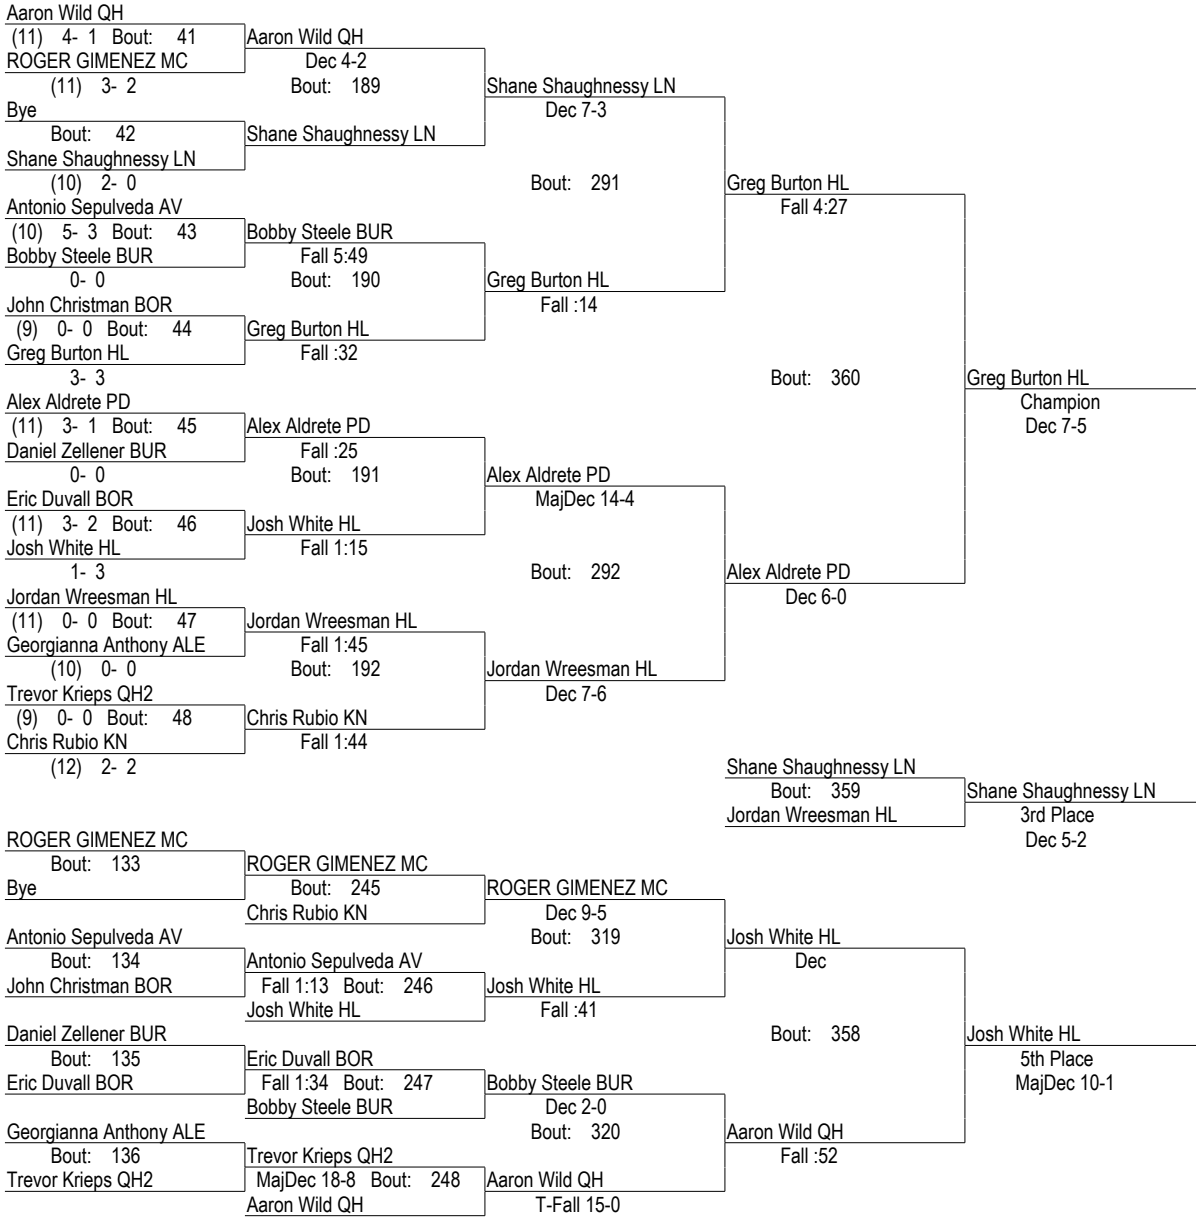 Aaron Wild QH
(11) 4- 1 Bout: 41 Aaron Wild QH
ROGER GIMENEZ MC Dec 4-2
(11) 3- 2 Bout: 189 Shane Shaughnessy LN
Bye Dec 7-3
Bout: 42 Shane Shaughnessy LN
Shane Shaughnessy LN
(10) 2- 0 Bout: 291 Greg Burton HL
Antonio Sepulveda AV Fall 4:27
(10) 5- 3 Bout: 43 Bobby Steele BUR
Bobby Steele BUR Fall 5:49
0- 0 Bout: 190 Greg Burton HL
John Christman BOR Fall :14
(9) 0- 0 Bout: 44 Greg Burton HL
Greg Burton HL Fall :32
3- 3 Bout: 360 Greg Burton HL
Alex Aldrete PD Champion
(11) 3- 1 Bout: 45 Alex Aldrete PD Dec 7-5
Daniel Zellener BUR Fall :25
0- 0 Bout: 191 Alex Aldrete PD
Eric Duvall BOR MajDec 14-4
(11) 3- 2 Bout: 46 Josh White HL
Josh White HL Fall 1:15
1- 3 Bout: 292 Alex Aldrete PD
Jordan Wreesman HL Dec 6-0
(11) 0- 0 Bout: 47 Jordan Wreesman HL
Georgianna Anthony ALE Fall 1:45
(10) 0- 0 Bout: 192 Jordan Wreesman HL
Trevor Krieps QH2 Dec 7-6
(9) 0- 0 Bout: 48 Chris Rubio KN
Chris Rubio KN Fall 1:44
(12) 2- 2 Shane Shaughnessy LN
Bout: 359 Shane Shaughnessy LN
Jordan Wreesman HL 3rd Place
ROGER GIMENEZ MC Dec 5-2
Bout: 133 ROGER GIMENEZ MC
Bye Bout: 245 ROGER GIMENEZ MC
Chris Rubio KN Dec 9-5
Antonio Sepulveda AV Bout: 319 Josh White HL
Bout: 134 Antonio Sepulveda AV Dec
John Christman BOR Fall 1:13 Bout: 246 Josh White HL
Josh White HL Fall :41
Daniel Zellener BUR Bout: 358 Josh White HL
Bout: 135 Eric Duvall BOR 5th Place
Eric Duvall BOR Fall 1:34 Bout: 247 Bobby Steele BUR MajDec 10-1
Bobby Steele BUR Dec 2-0
Georgianna Anthony ALE Bout: 320 Aaron Wild QH
Bout: 136 Trevor Krieps QH2 Fall :52
Trevor Krieps QH2 MajDec 18-8 Bout: 248 Aaron Wild QH
Aaron Wild QH T-Fall 15-0